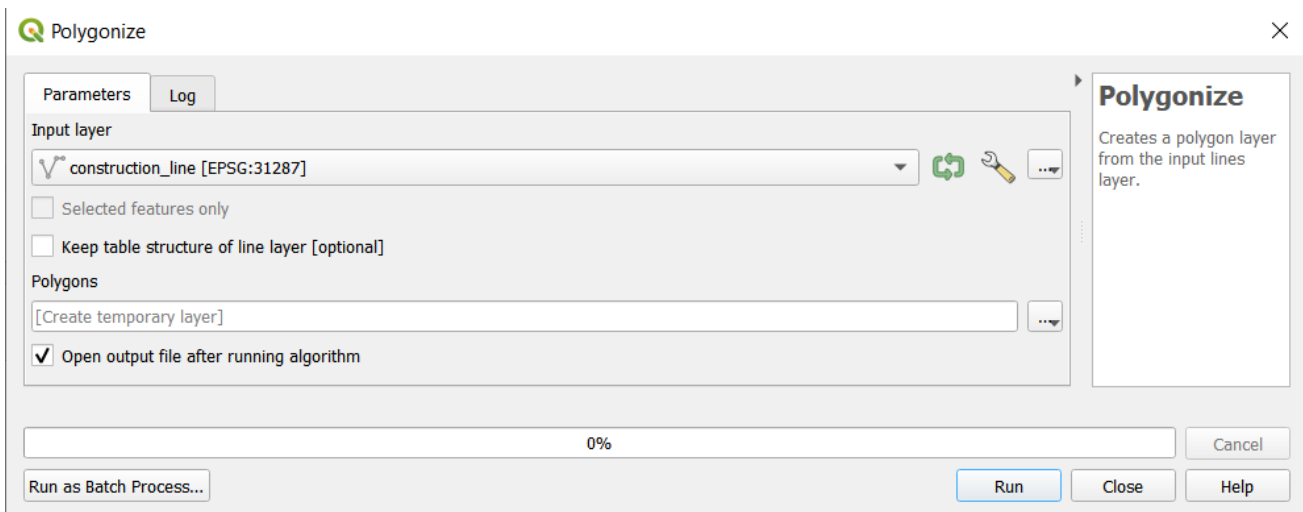 Polygonize
Parameters
Log
Input layer
construction_line [EPSG:31287]
Selected features only
Keep table structure of line layer [optional]
Polygons
[Create temporary layer]
Open output file after running algorithm
Polygonize
Creates a polygon layer
from the input lines
layer.
0%
Cancel
Run as Batch Process...
Run
Close
Help